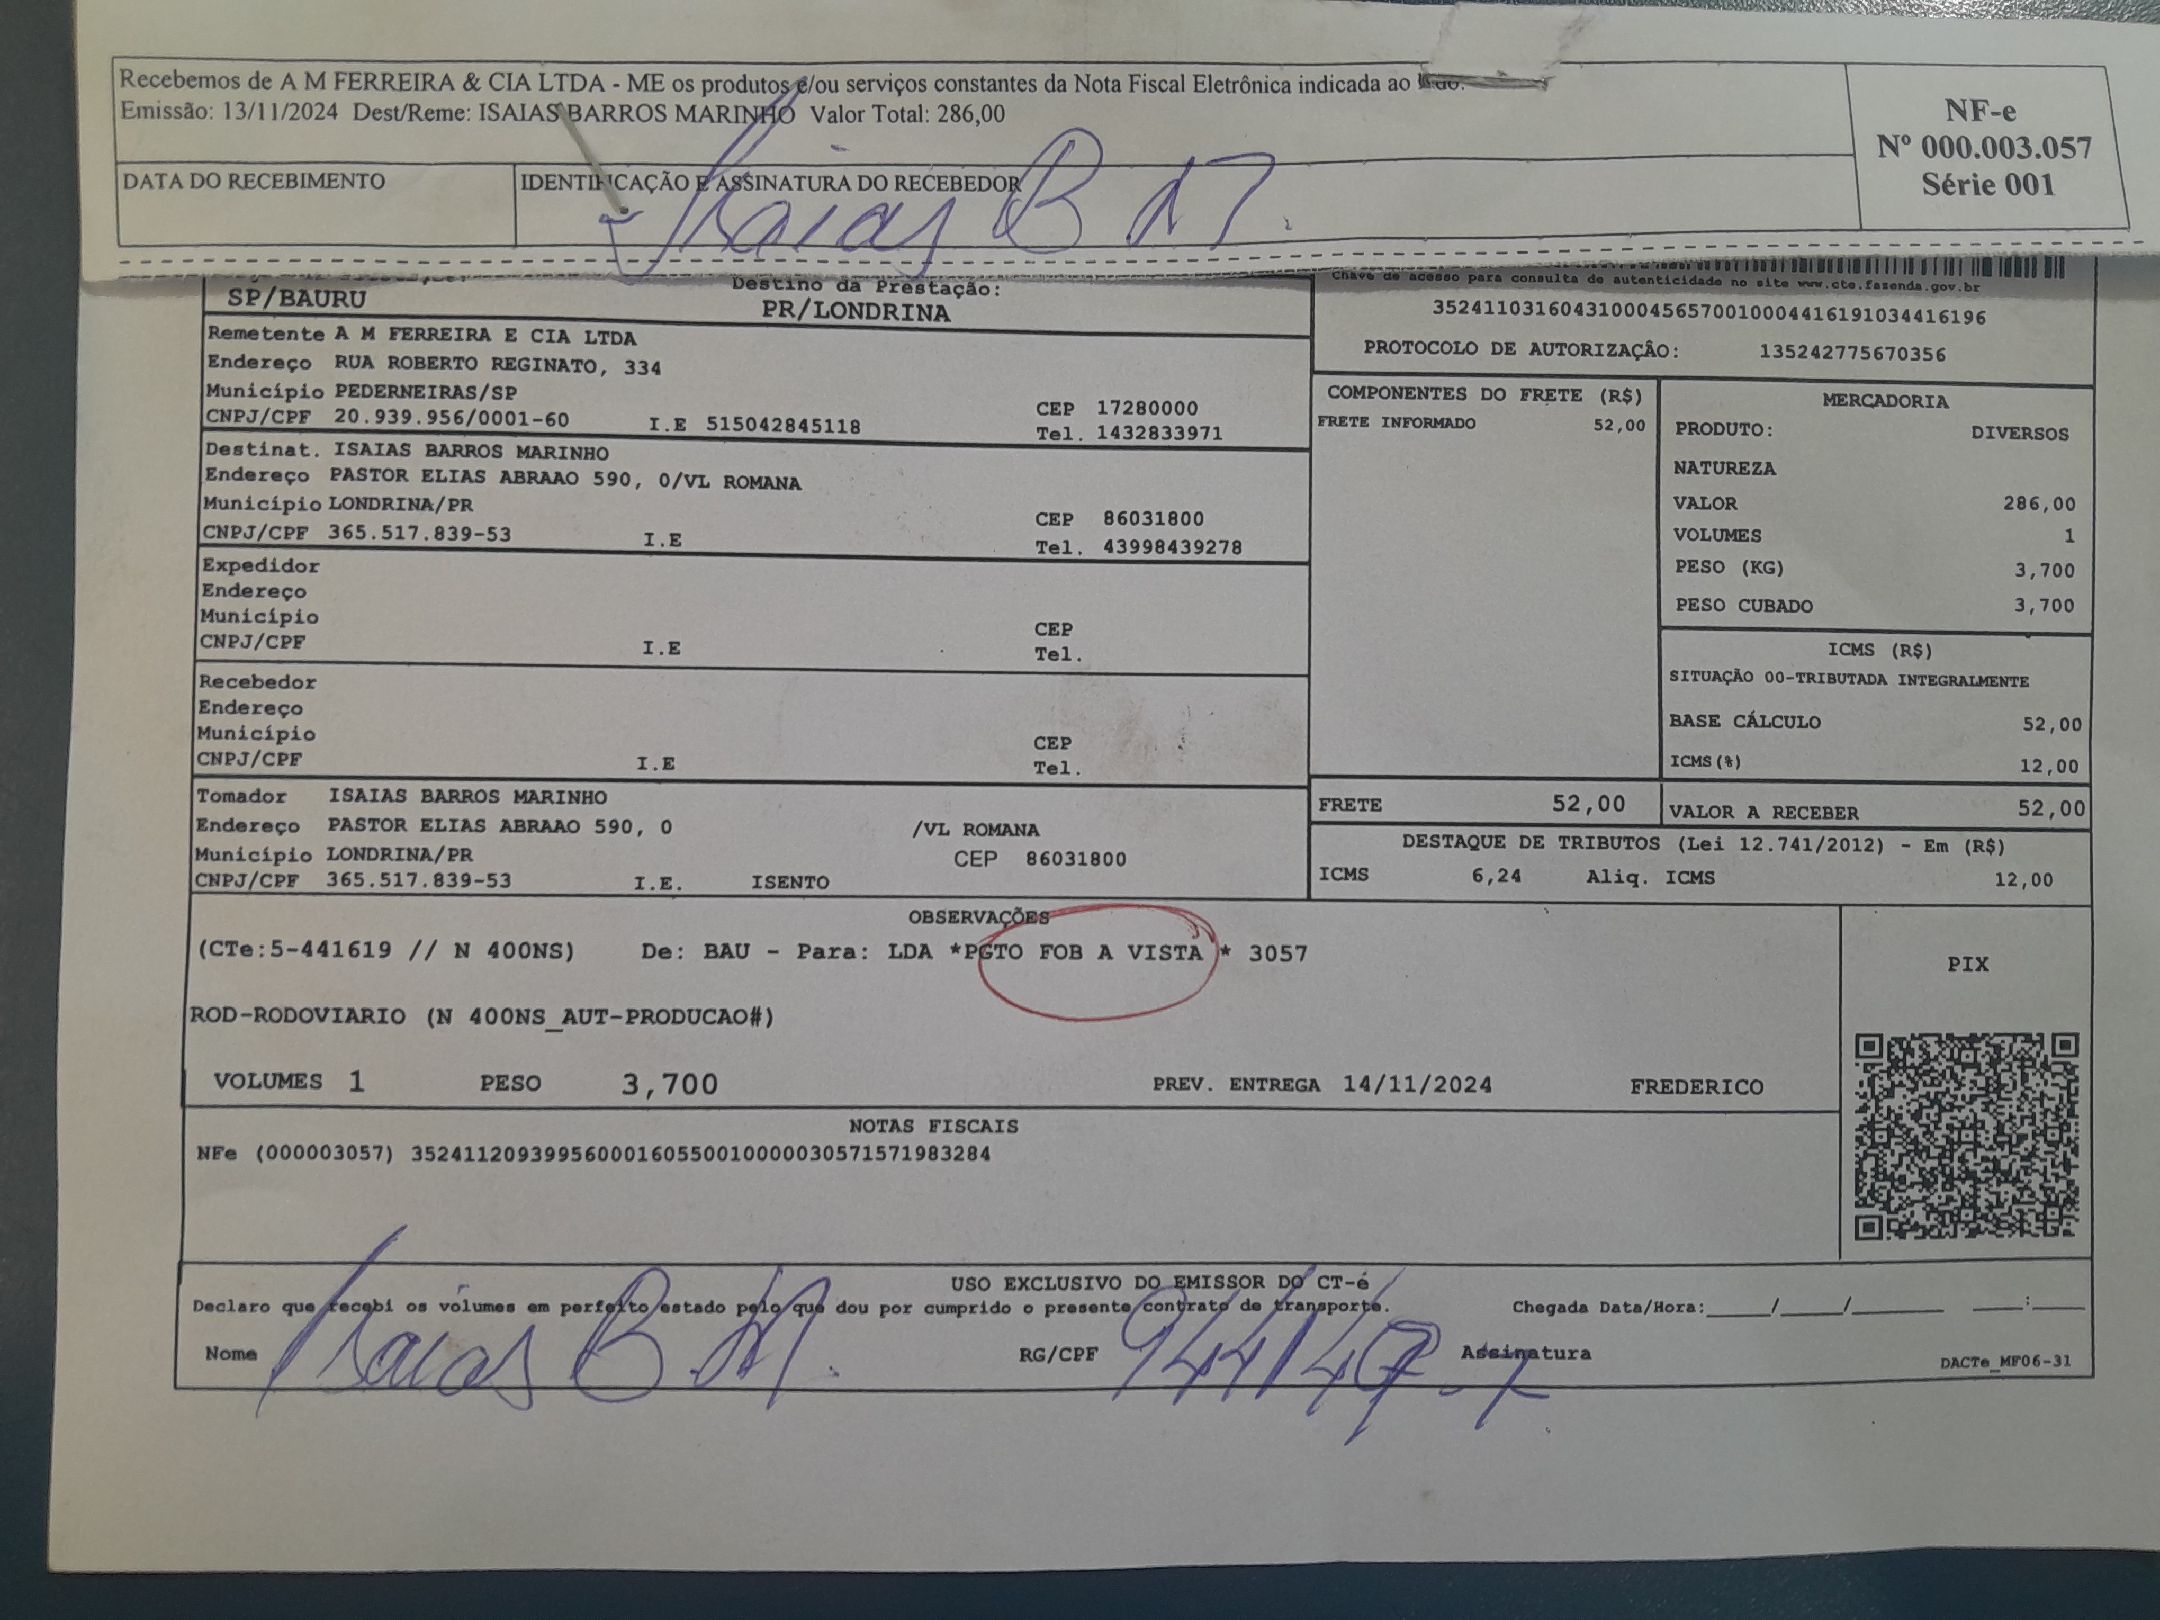 Recebemos de A M FERREIRA & CIA LTDA - ME os produtos e/ou serviços constantes da Nota Fiscal Eletrônica indicada ao
Emissão: 13/11/2024 Dest/Reme: ISAIAS BARROS MARINHO Valor Total: 286,00
NF-e
Nº 000.003.057
Série 001
DATA DO RECEBIMENTO
IDENTIFICAÇÃO E ASSINATURA DO RECEBEDOR
Isaias B M.
SP/BAURU
Destino da Prestação:
PR/LONDRINA
Chave de acesso para consulta de autenticidade no site www.cte.fazenda.gov.br
35241103160431000456570010004416191034416196
PROTOCOLO DE AUTORIZAÇÂO: 135242775670356
Remetente A M FERREIRA E CIA LTDA
Endereço RUA ROBERTO REGINATO, 334
Município PEDERNEIRAS/SP
CEP 17280000
CNPJ/CPF 20.939.956/0001-60 I.E 515042845118
Tel. 1432833971
Destinat. ISAIAS BARROS MARINHO
Endereço PASTOR ELIAS ABRAAO 590, 0/VL ROMANA
Município LONDRINA/PR
CEP 86031800
CNPJ/CPF 365.517.839-53 I.E
Tel. 43998439278
Expedidor
Endereço
Município
CEP
CNPJ/CPF I.E
Tel.
Recebedor
Endereço
Município
CEP
CNPJ/CPF I.E
Tel.
Tomador ISAIAS BARROS MARINHO
Endereço PASTOR ELIAS ABRAAO 590, 0 /VL ROMANA
Município LONDRINA/PR CEP 86031800
CNPJ/CPF 365.517.839-53 I.E. ISENTO
COMPONENTES DO FRETE (R$)
FRETE INFORMADO 52,00
MERCADORIA
PRODUTO: DIVERSOS
NATUREZA
VALOR 286,00
VOLUMES 1
PESO (KG) 3,700
PESO CUBADO 3,700
ICMS (R$)
SITUAÇÃO 00-TRIBUTADA INTEGRALMENTE
BASE CÁLCULO 52,00
ICMS(%) 12,00
FRETE 52,00
VALOR A RECEBER 52,00
DESTAQUE DE TRIBUTOS (Lei 12.741/2012) - Em (R$)
ICMS 6,24 Aliq. ICMS 12,00
OBSERVAÇÕES
(CTe:5-441619 // N 400NS) De: BAU - Para: LDA *PGTO FOB A VISTA * 3057
ROD-RODOVIARIO (N 400NS_AUT-PRODUCAO#)
VOLUMES 1 PESO 3,700 PREV. ENTREGA 14/11/2024 FREDERICO
PIX
NOTAS FISCAIS
NFe (000003057) 35241120939956000160550010000030571571983284
USO EXCLUSIVO DO EMISSOR DO CT-e
Declaro que recebi os volumes em perfeito estado pelo que dou por cumprido o presente contrato de transporte. Chegada Data/Hora:____/____/______ ___:___
Nome Isaias B M. RG/CPF Assinatura
DACTe_MF06-31